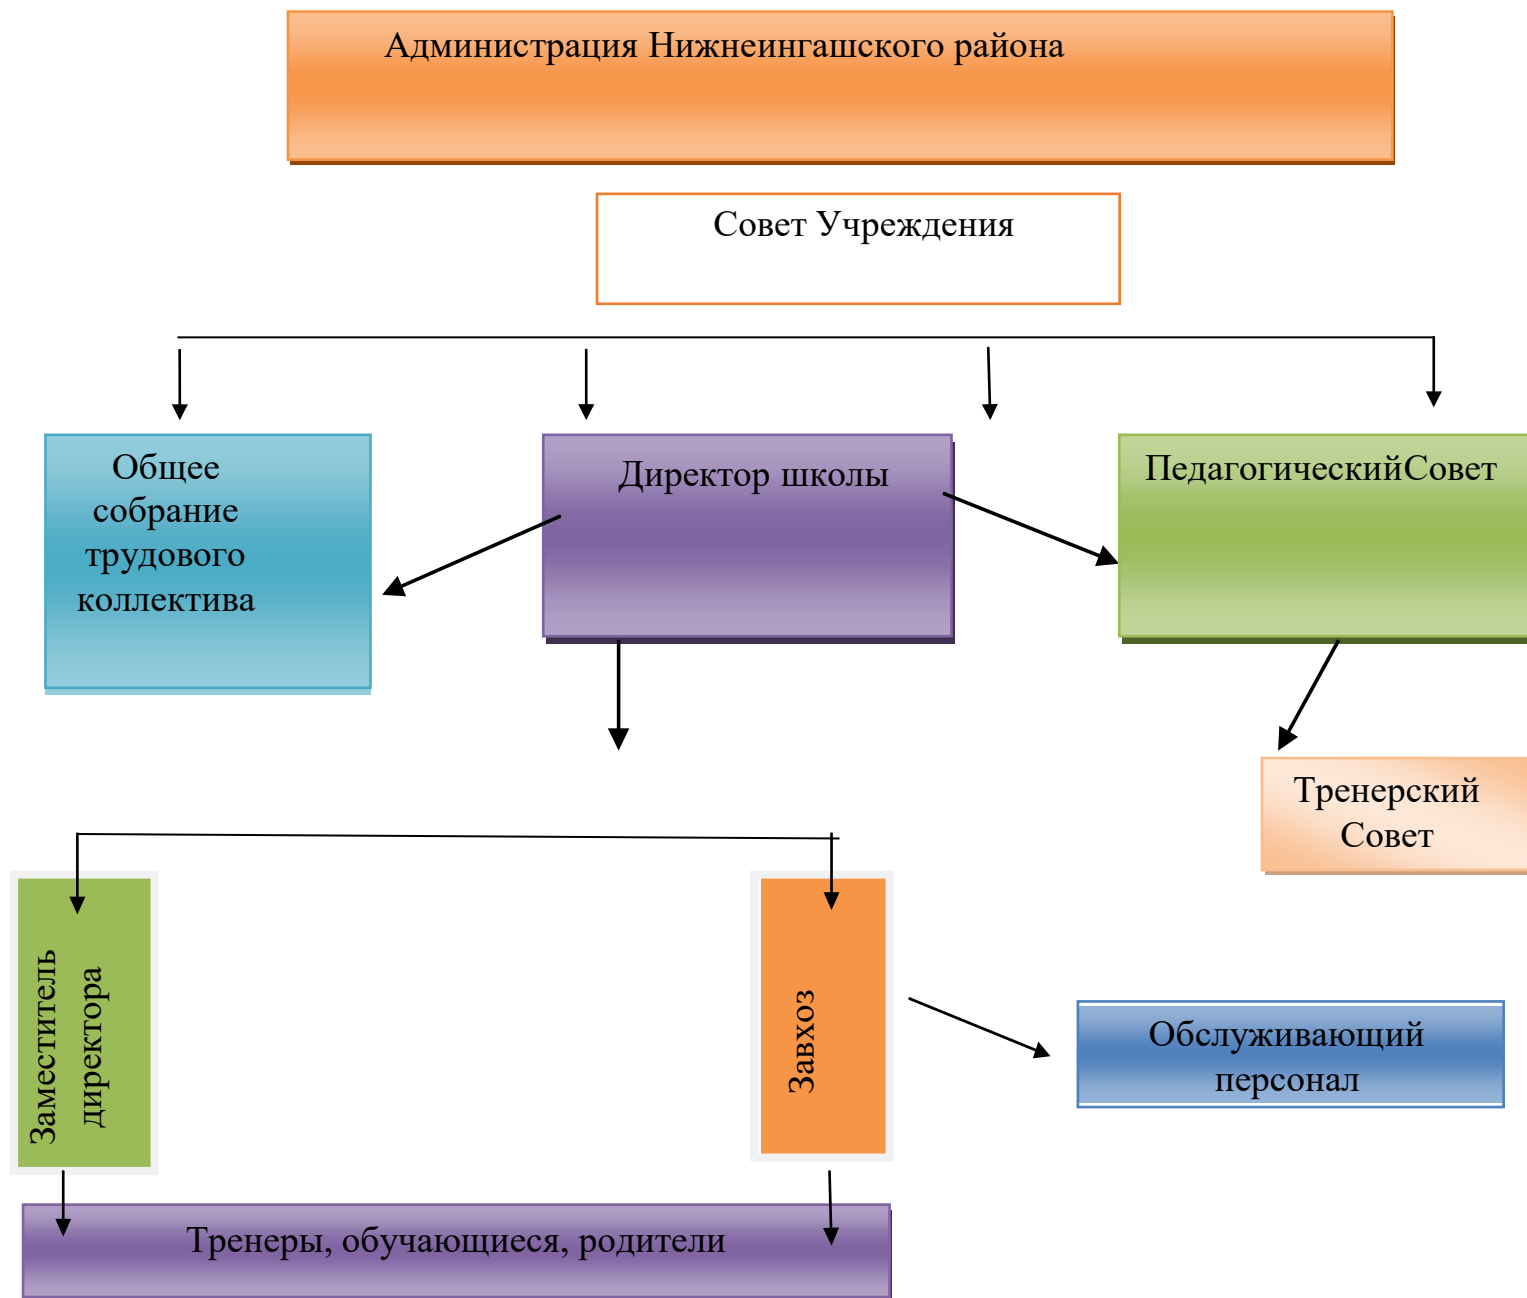 Администрация Нижнеингашского района
Совет Учреждения
Общее
собрание
трудового
коллектива
Директор школы
ПедагогическийСовет
Тренерский
Совет
Заместитель
директора
Завхоз
Обслуживающий
персонал
Тренеры, обучающиеся, родители